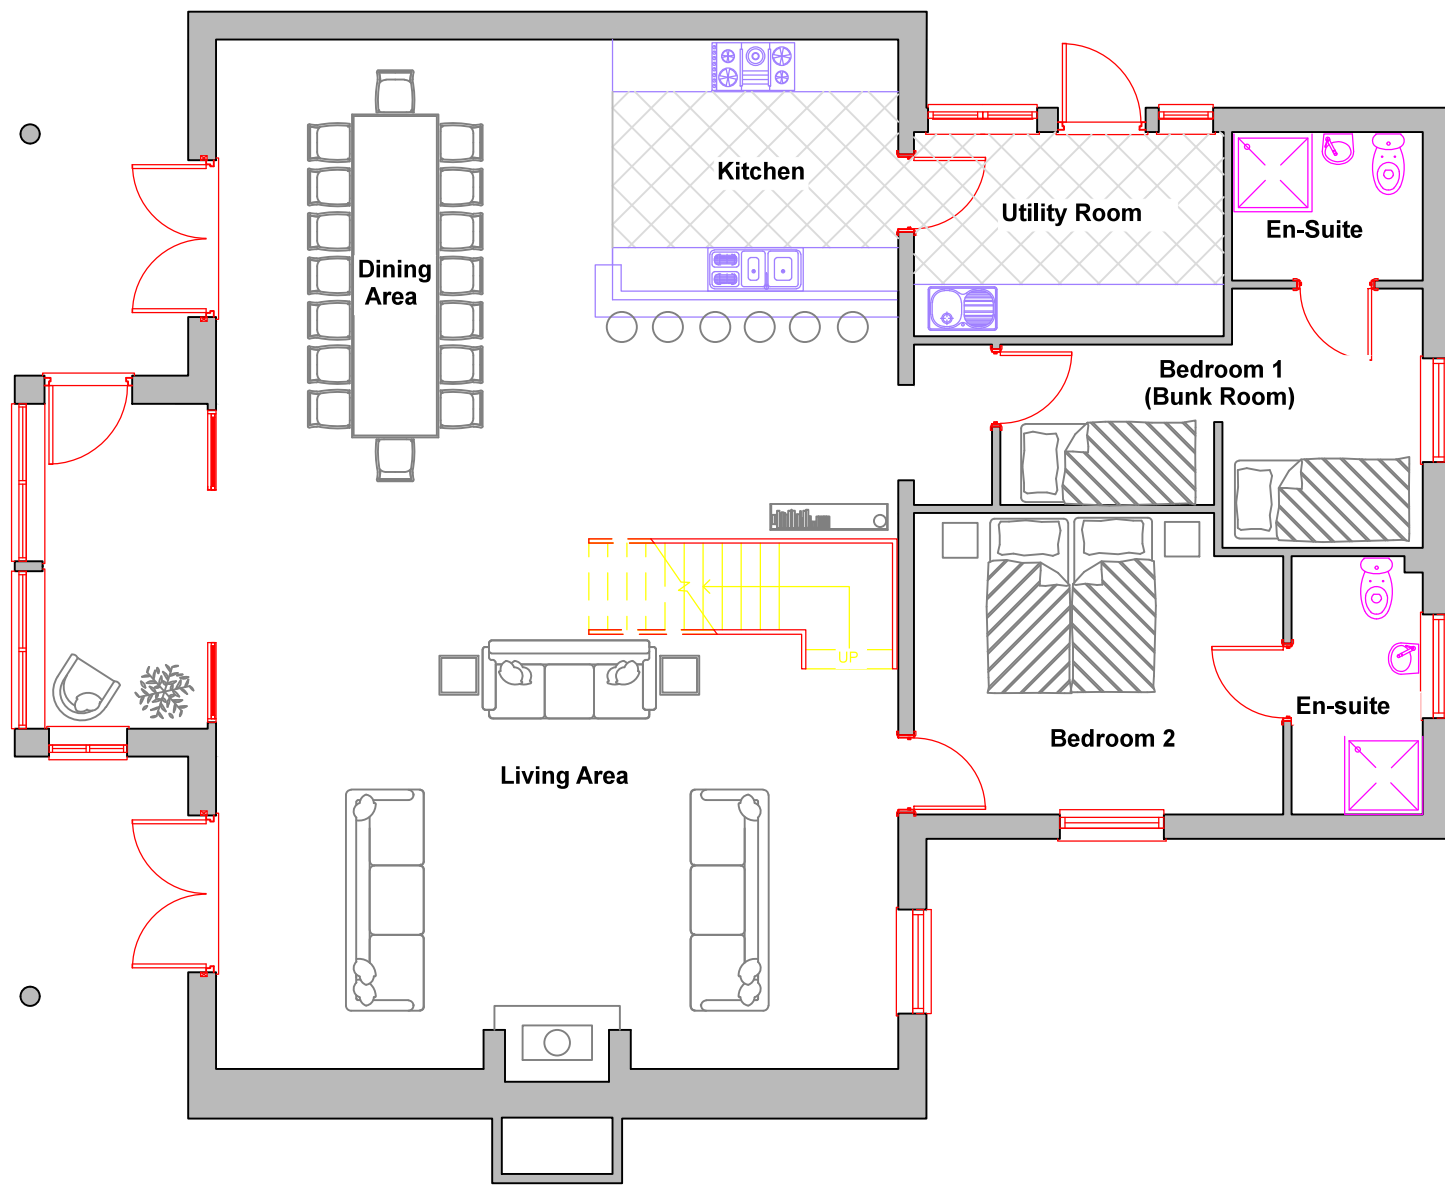 Kitchen
Utility Room
En-Suite
Dining
Area
Bedroom 1
(Bunk Room)
UP
En-suite
Bedroom 2
Living Area